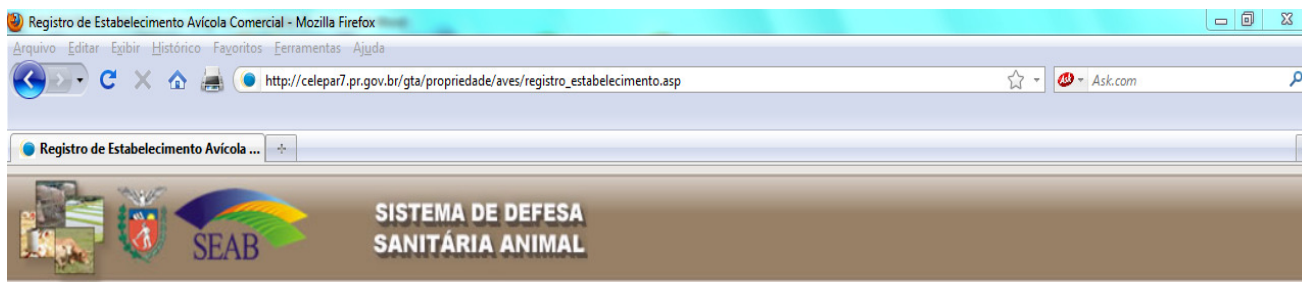 Registro de Estabelecimento Avícola Comercial - Mozilla Firefox
Arquivo Editar Exibir Histórico Favoritos Ferramentas Ajuda
http://celepar7.pr.gov.br/gta/propriedade/aves/registro_estabelecimento.asp
Ask Ask.com
Registro de Estabelecimento Avícola ...
SEAB
SISTEMA DE DEFESA
SANITÁRIA ANIMAL